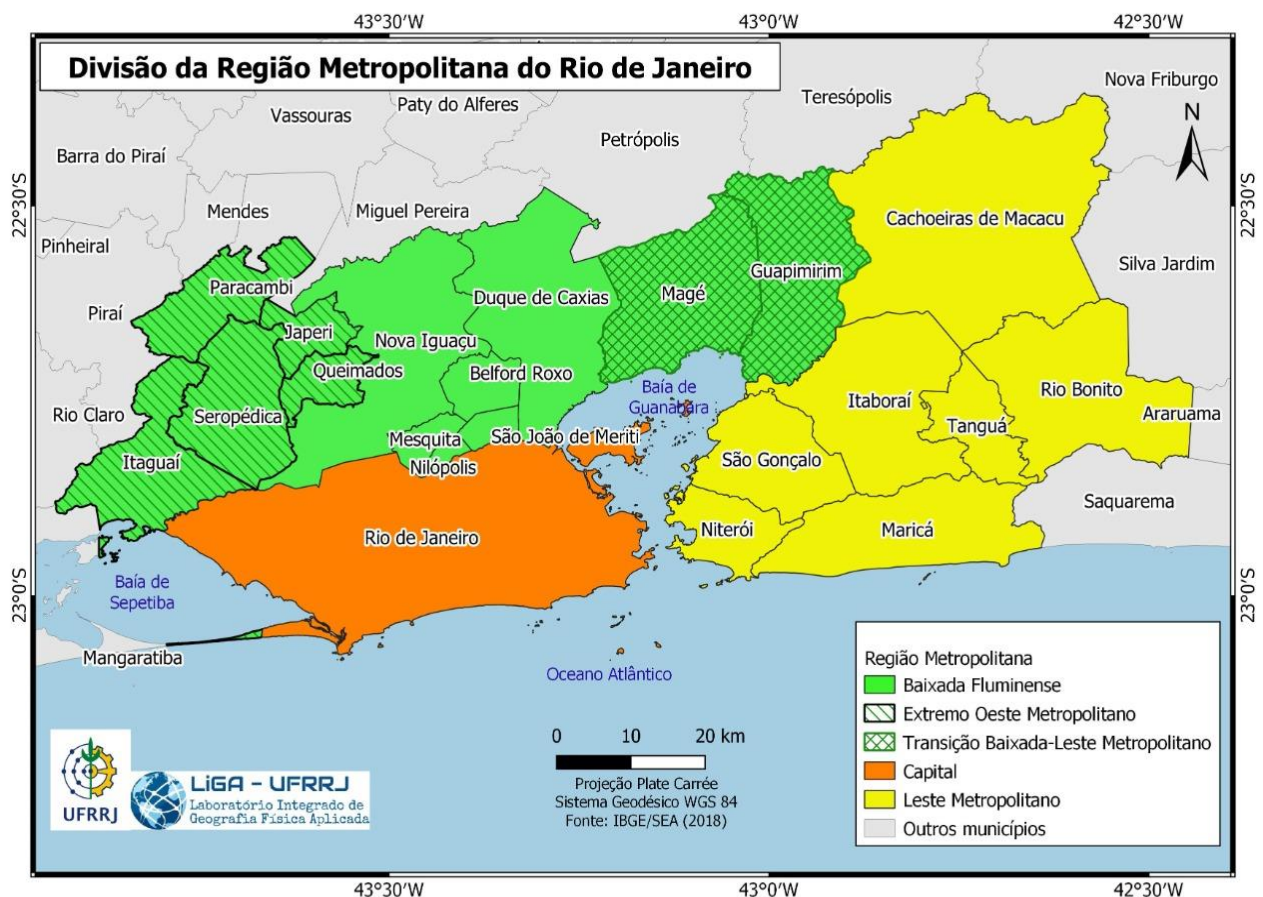 43°30'W
43°0'W
42°30'W
Divisão da Região Metropolitana do Rio de Janeiro
Nova Friburgo
Teresópolis
Paty do Alferes
Vassouras
Petrópolis
Barra do Piraí
N
22°30'S
22°30'S
Mendes
Miguel Pereira
Cachoeiras de Macacu
Pinheiral
Silva Jardim
Guapimirim
Paracambi
Magé
Duque de Caxias
Piraí
Japeri
Nova Iguaçu
Queimados
Belford Roxo
Baía de
Guanabara
Rio Bonito
Itaboraí
Rio Claro
Seropédica
Araruama
Tanguá
Mesquita
São João de Meriti
Itaguaí
São Gonçalo
Nilópolis
Saquarema
Niterói
Maricá
Rio de Janeiro
Baía de
Sepetiba
23°0'S
23°0'S
Mangaratiba
Oceano Atlântico
Região Metropolitana
Baixada Fluminense
Extremo Oeste Metropolitano
Transição Baixada-Leste Metropolitano
Capital
Leste Metropolitano
Outros municípios
0 10 20 km
Projeção Plate Carrée
Sistema Geodésico WGS 84
Fonte: IBGE/SEA (2018)
UFRRJ
LiGA - UFRRJ
Laboratório Integrado de
Geografia Física Aplicada
43°30'W
43°0'W
42°30'W